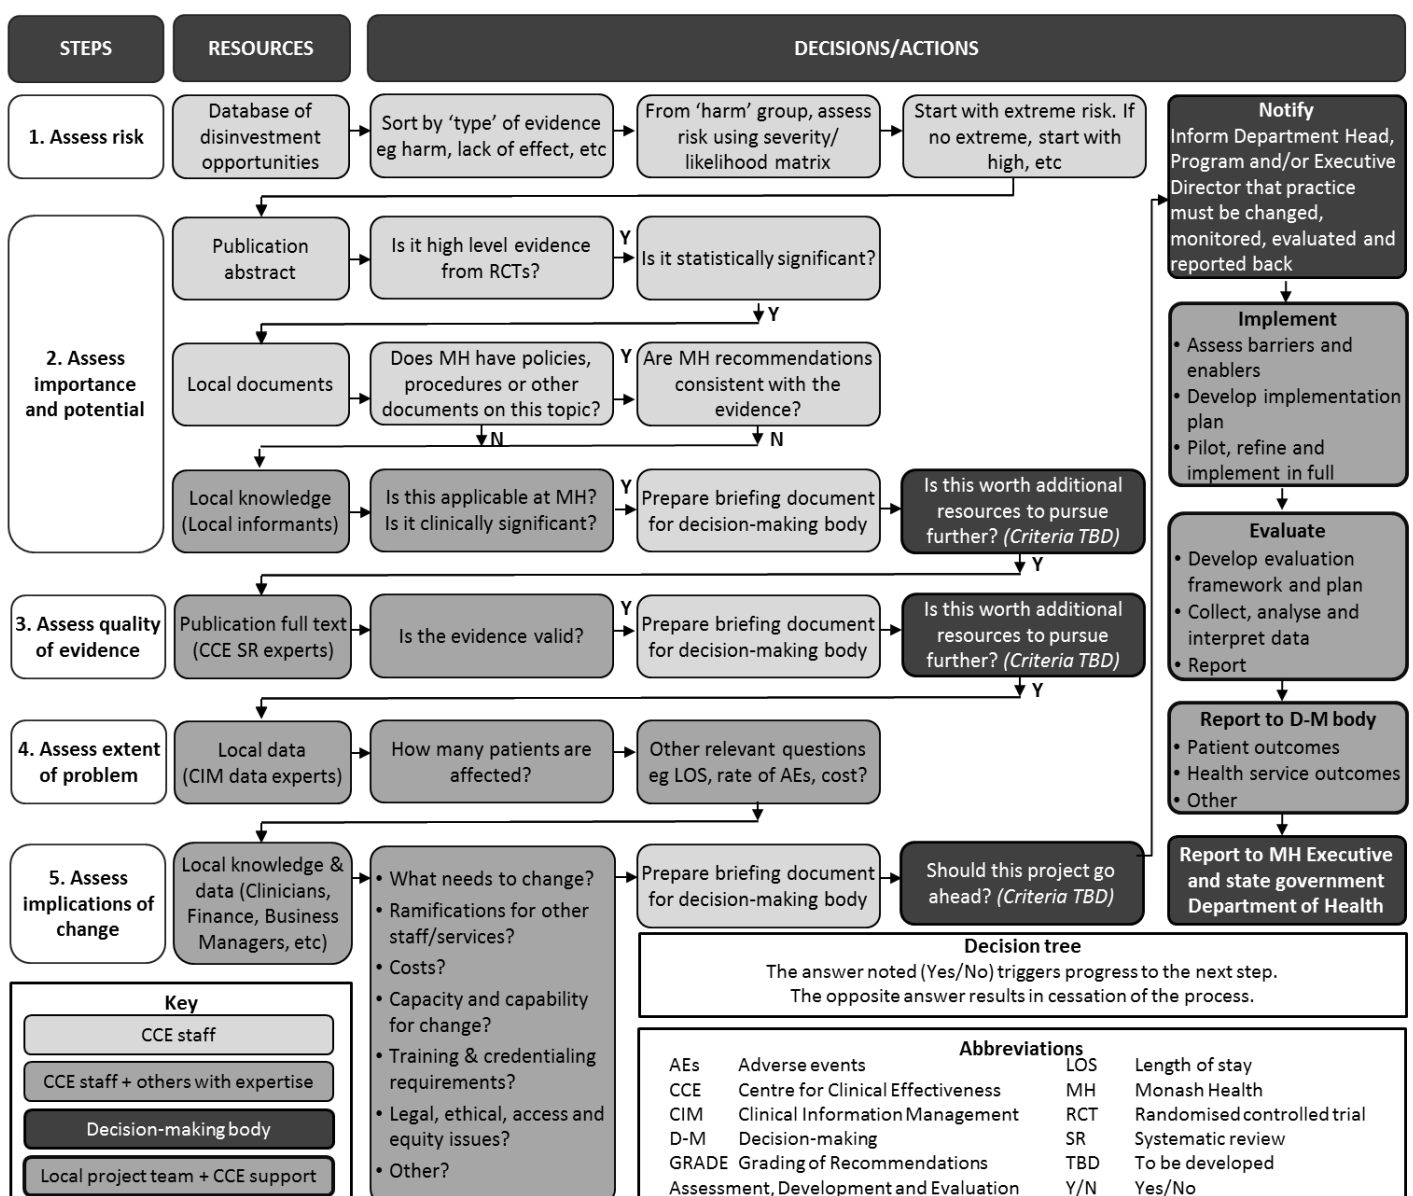 STEPS
RESOURCES
DECISIONS/ACTIONS
1. Assess risk
Database of
disinvestment
opportunities
Sort by ‘type’ of evidence
eg harm, lack of effect, etc
From ‘harm’ group, assess
risk using severity/
likelihood matrix
Start with extreme risk. If
no extreme, start with
high, etc
2. Assess
importance
and potential
Publication
abstract
Is it high level evidence
from RCTs?
Y
Is it statistically significant?
Y
Local documents
Does MH have policies,
procedures or other
documents on this topic?
Y
Are MH recommendations
consistent with the
evidence?
N
N
Local knowledge
(Local informants)
Is this applicable at MH?
Is it clinically significant?
Y
Prepare briefing document
for decision-making body
Is this worth additional
resources to pursue
further? (Criteria TBD)
Y
3. Assess quality
of evidence
Publication full text
(CCE SR experts)
Is the evidence valid?
Y
Prepare briefing document
for decision-making body
Is this worth additional
resources to pursue
further? (Criteria TBD)
Y
4. Assess extent
of problem
Local data
(CIM data experts)
How many patients are
affected?
Other relevant questions
eg LOS, rate of AEs, cost?
5. Assess
implications of
change
Local knowledge &
data (Clinicians,
Finance, Business
Managers, etc)
• What needs to change?
• Ramifications for other
staff/services?
• Costs?
• Capacity and capability
for change?
• Training & credentialing
requirements?
• Legal, ethical, access and
equity issues?
• Other?
Prepare briefing document
for decision-making body
Should this project go
ahead? (Criteria TBD)
Notify
Inform Department Head,
Program and/or Executive
Director that practice
must be changed,
monitored, evaluated and
reported back
Implement
• Assess barriers and
enablers
• Develop implementation
plan
• Pilot, refine and
implement in full
Evaluate
• Develop evaluation
framework and plan
• Collect, analyse and
interpret data
• Report
Report to D-M body
• Patient outcomes
• Health service outcomes
• Other
Report to MH Executive
and state government
Department of Health
Key
CCE staff
CCE staff + others with expertise
Decision-making body
Local project team + CCE support
Decision tree
The answer noted (Yes/No) triggers progress to the next step.
The opposite answer results in cessation of the process.
Abbreviations
AEs Adverse events
CCE Centre for Clinical Effectiveness
CIM Clinical Information Management
D-M Decision-making
GRADE Grading of Recommendations
Assessment, Development and Evaluation
LOS Length of stay
MH Monash Health
RCT Randomised controlled trial
SR Systematic review
TBD To be developed
Y/N Yes/No